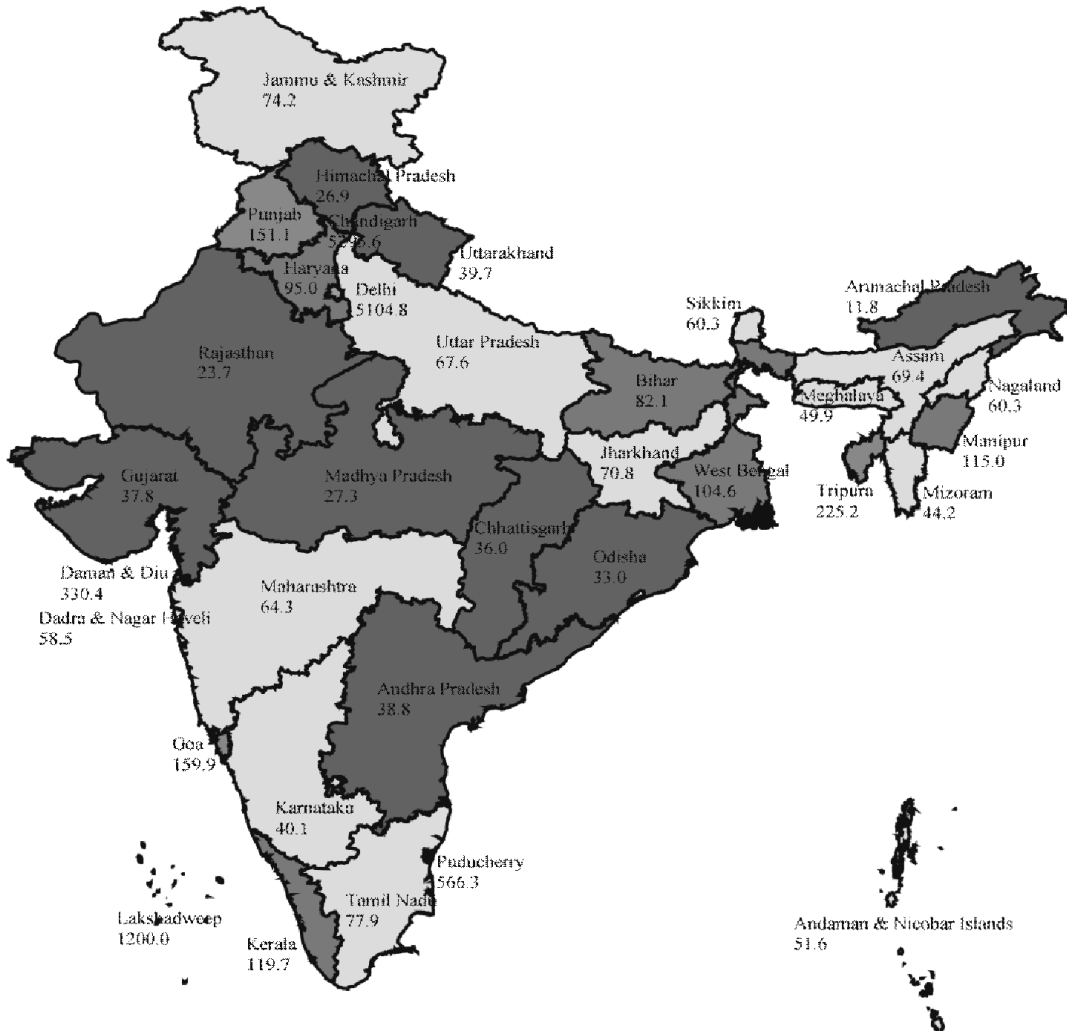 Jammu & Kashmir
74.2
Himachal Pradesh
26.9
Punjab
151.1
Chandigarh
Uttarakhand
39.7
Haryana
95.0
Delhi
5104.8
Arunachal Pradesh
11.8
Sikkim
60.3
Rajasthan
23.7
Uttar Pradesh
67.6
Assam
69.4
Bihar
82.1
Meghalaya
49.9
Nagaland
60.3
Manipur
115.0
Jharkhand
70.8
West Bengal
104.6
Gujarat
37.8
Madhya Pradesh
27.3
Tripura
225.2
Mizoram
44.2
Chhattisgarh
36.0
Odisha
33.0
Daman & Diu
330.4
Maharashtra
64.3
Dadra & Nagar Haveli
58.5
Andhra Pradesh
38.8
Goa
159.9
Karnataka
40.1
Puducherry
566.3
Lakshadweep
1200.0
Tamil Nadu
77.9
Kerala
119.7
Andaman & Nicobar Islands
51.6